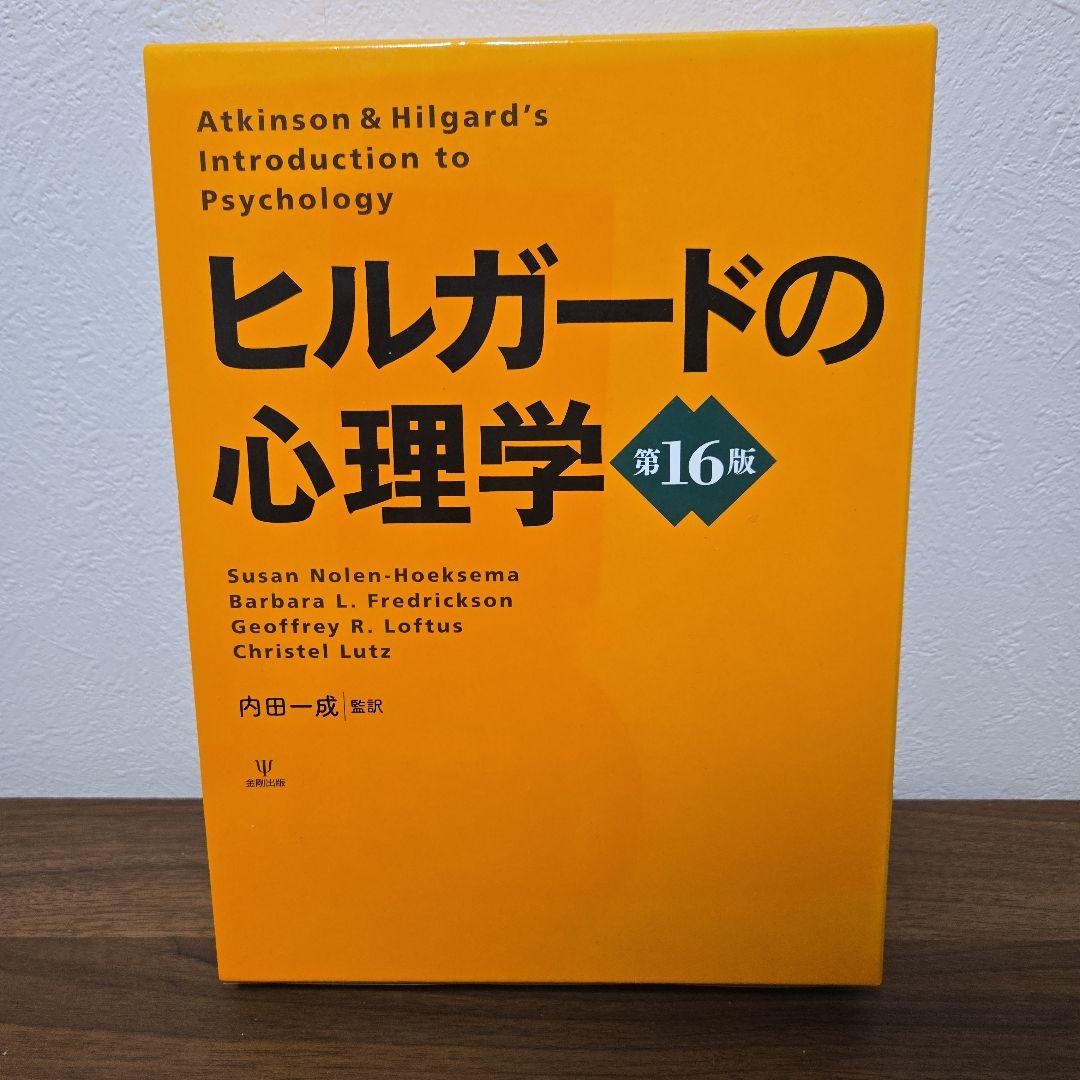 Atkinson & Hilgard's
Introduction to
Psychology
ヒルガードの
心理学 第16版
Susan Nolen-Hoeksema
Barbara L. Fredrickson
Geoffrey R. Loftus
Christel Lutz
内田一成 | 監訳
Ψ
金剛出版